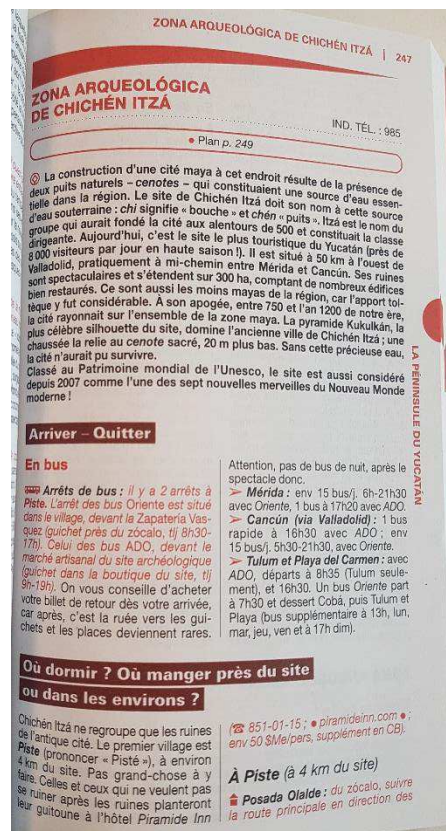 ZONA ARQUEOLÓGICA DE CHICHÉN ITZÁ | 247
ZONA ARQUEOLÓGICA
DE CHICHÉN ITZÁ
IND. TÉL. : 985
• Plan p. 249
La construction d'une cité maya à cet endroit résulte de la présence de
deux puits naturels – cenotes – qui constituaient une source d'eau essen-
tielle dans la région. Le site de Chichén Itzá doit son nom à cette source
d'eau souterraine : chi signifie « bouche » et chén « puits ». Itzá est le nom du
groupe qui aurait fondé la cité aux alentours de 500 et constituait la classe
dirigeante. Aujourd'hui, c'est le site le plus touristique du Yucatán (près de
8 000 visiteurs par jour en haute saison !). Il est situé à 50 km à l'ouest de
Valladolid, pratiquement à mi-chemin entre Mérida et Cancún. Ses ruines
sont spectaculaires et s'étendent sur 300 ha, comptant de nombreux édifices
bien restaurés. Ce sont aussi les moins mayas de la région, car l'apport tol-
tèque y fut considérable. À son apogée, entre 750 et l'an 1200 de notre ère,
la cité rayonnait sur l'ensemble de la zone maya. La pyramide Kukulkán, la
plus célèbre silhouette du site, domine l'ancienne ville de Chichén Itzá ; une
chaussée la relie au cenote sacré, 20 m plus bas. Sans cette précieuse eau,
la cité n'aurait pu survivre.
Classé au Patrimoine mondial de l'Unesco, le site est aussi considéré
depuis 2007 comme l'une des sept nouvelles merveilles du Nouveau Monde
moderne !
LA PÉNINSULE DU YUCATÁN
Arriver – Quitter
En bus
Arrêts de bus : il y a 2 arrêts à
Piste. L'arrêt des bus Oriente est situé
dans le village, devant la Zapatería Vas-
quez (guichet près du zócalo, tlj 8h30-
17h). Celui des bus ADO, devant le
marché artisanal du site archéologique
(guichet dans la boutique du site, tlj
9h-19h). On vous conseille d'acheter
votre billet de retour dès votre arrivée,
car après, c'est la ruée vers les gui-
chets et les places deviennent rares.
Attention, pas de bus de nuit, après le
spectacle donc.
➤ Mérida : env 15 bus/j. 6h-21h30
avec Oriente, 1 bus à 17h20 avec ADO.
➤ Cancún (via Valladolid) : 1 bus
rapide à 16h30 avec ADO ; env
15 bus/j. 5h30-21h30, avec Oriente.
➤ Tulum et Playa del Carmen : avec
ADO, départs à 8h35 (Tulum seule-
ment), et 16h30. Un bus Oriente part
à 7h30 et dessert Cobá, puis Tulum et
Playa (bus supplémentaire à 13h, lun,
mar, jeu, ven et à 17h dim).
Où dormir ? Où manger près du site
ou dans les environs ?
Chichén Itzá ne regroupe que les ruines
de l'antique cité. Le premier village est
Piste (prononcer « Pisté »), à environ
4 km du site. Pas grand-chose à y
faire. Celles et ceux qui ne veulent pas
se ruiner après les ruines planteront
leur guitoune à l'hôtel Piramide Inn
(☎ 851-01-15 ; • piramideinn.com • ;
env 50 $Me/pers, supplément en CB).
À Piste (à 4 km du site)
Posada Olalde : du zócalo, suivre
la route principale en direction des